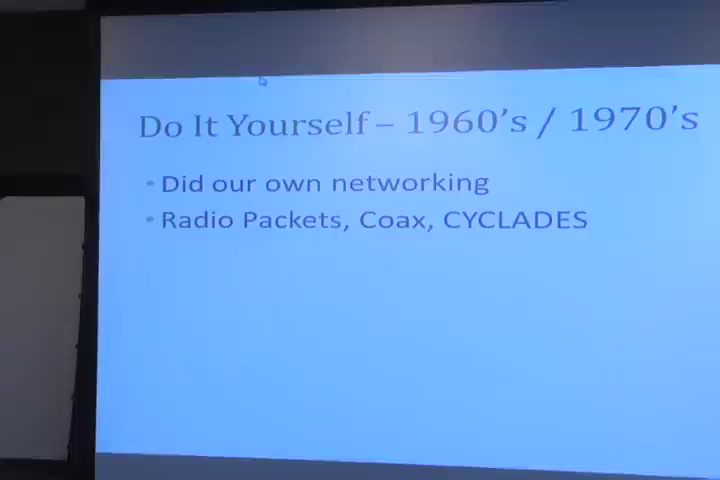 Do It Yourself – 1960's / 1970's
• Did our own networking
• Radio Packets, Coax, CYCLADES